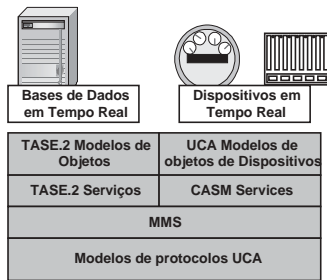 Bases de Dados
em Tempo Real
Dispositivos em
Tempo Real
TASE.2 Modelos de
Objetos
UCA Modelos de
objetos de Dispositivos
TASE.2 Serviços
CASM Services
MMS
Modelos de protocolos UCA